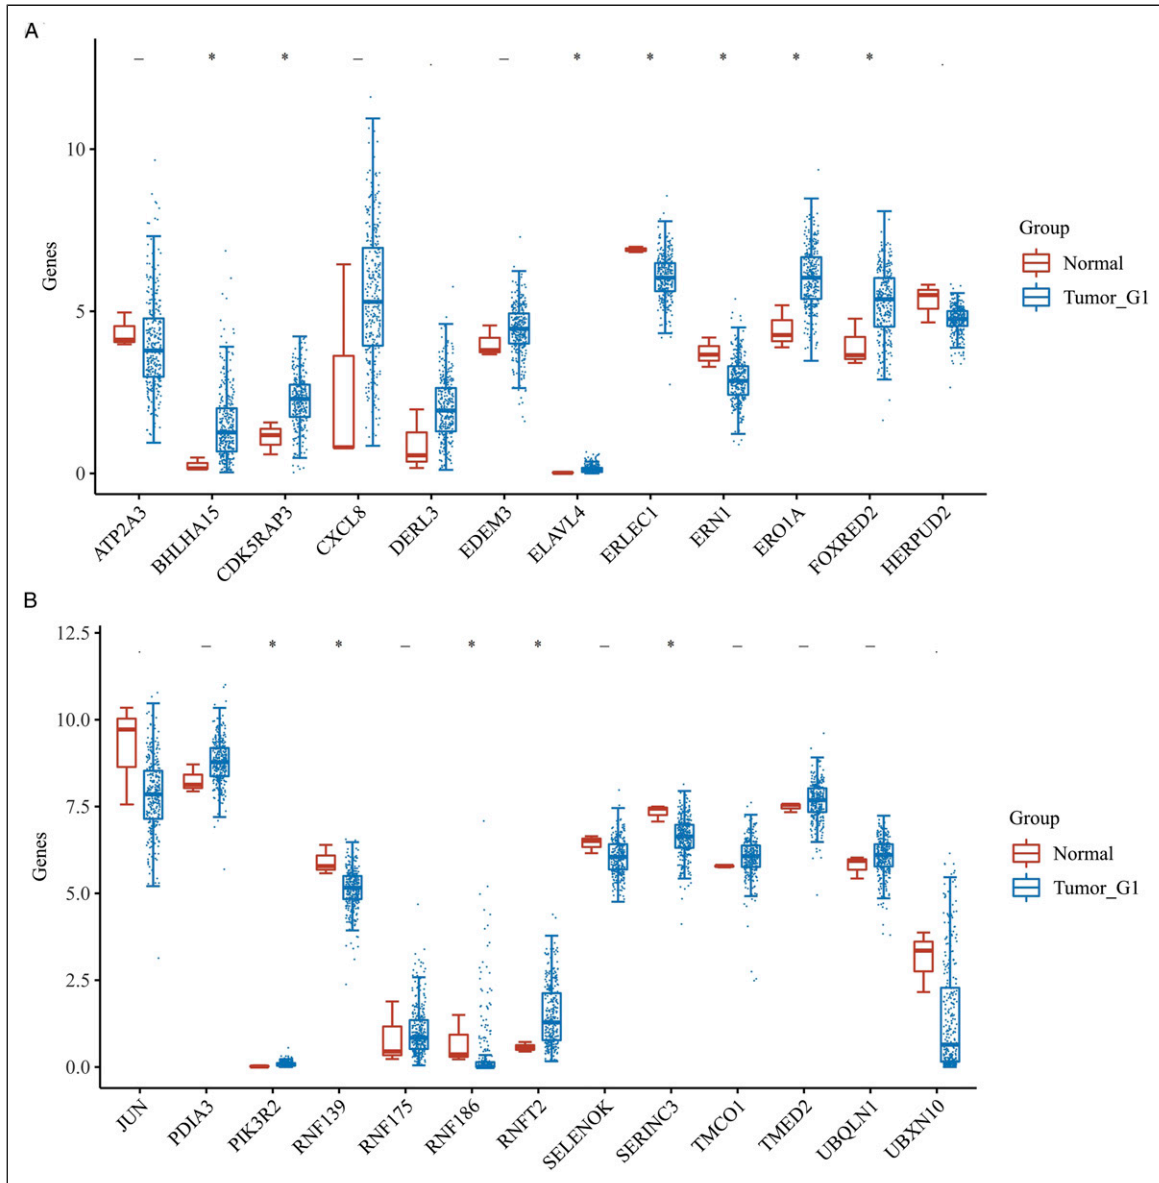 A
– * * – . – * * * * * .
10
5
0
Genes
ATP2A3 BHLHA15 CDK5RAP3 CXCL8 DERL3 EDEM3 ELAVL4 ERLEC1 ERN1 ERO1A FOXRED2 HERPUD2
Group
Normal
Tumor_G1
B
. – * * – * * – * – – – .
12.5
10.0
7.5
5.0
2.5
0.0
Genes
JUN PDIA3 PIK3R2 RNF139 RNF175 RNF186 RNFT2 SELENOK SERINC3 TMCO1 TMED2 UBQLN1 UBXN10
Group
Normal
Tumor_G1